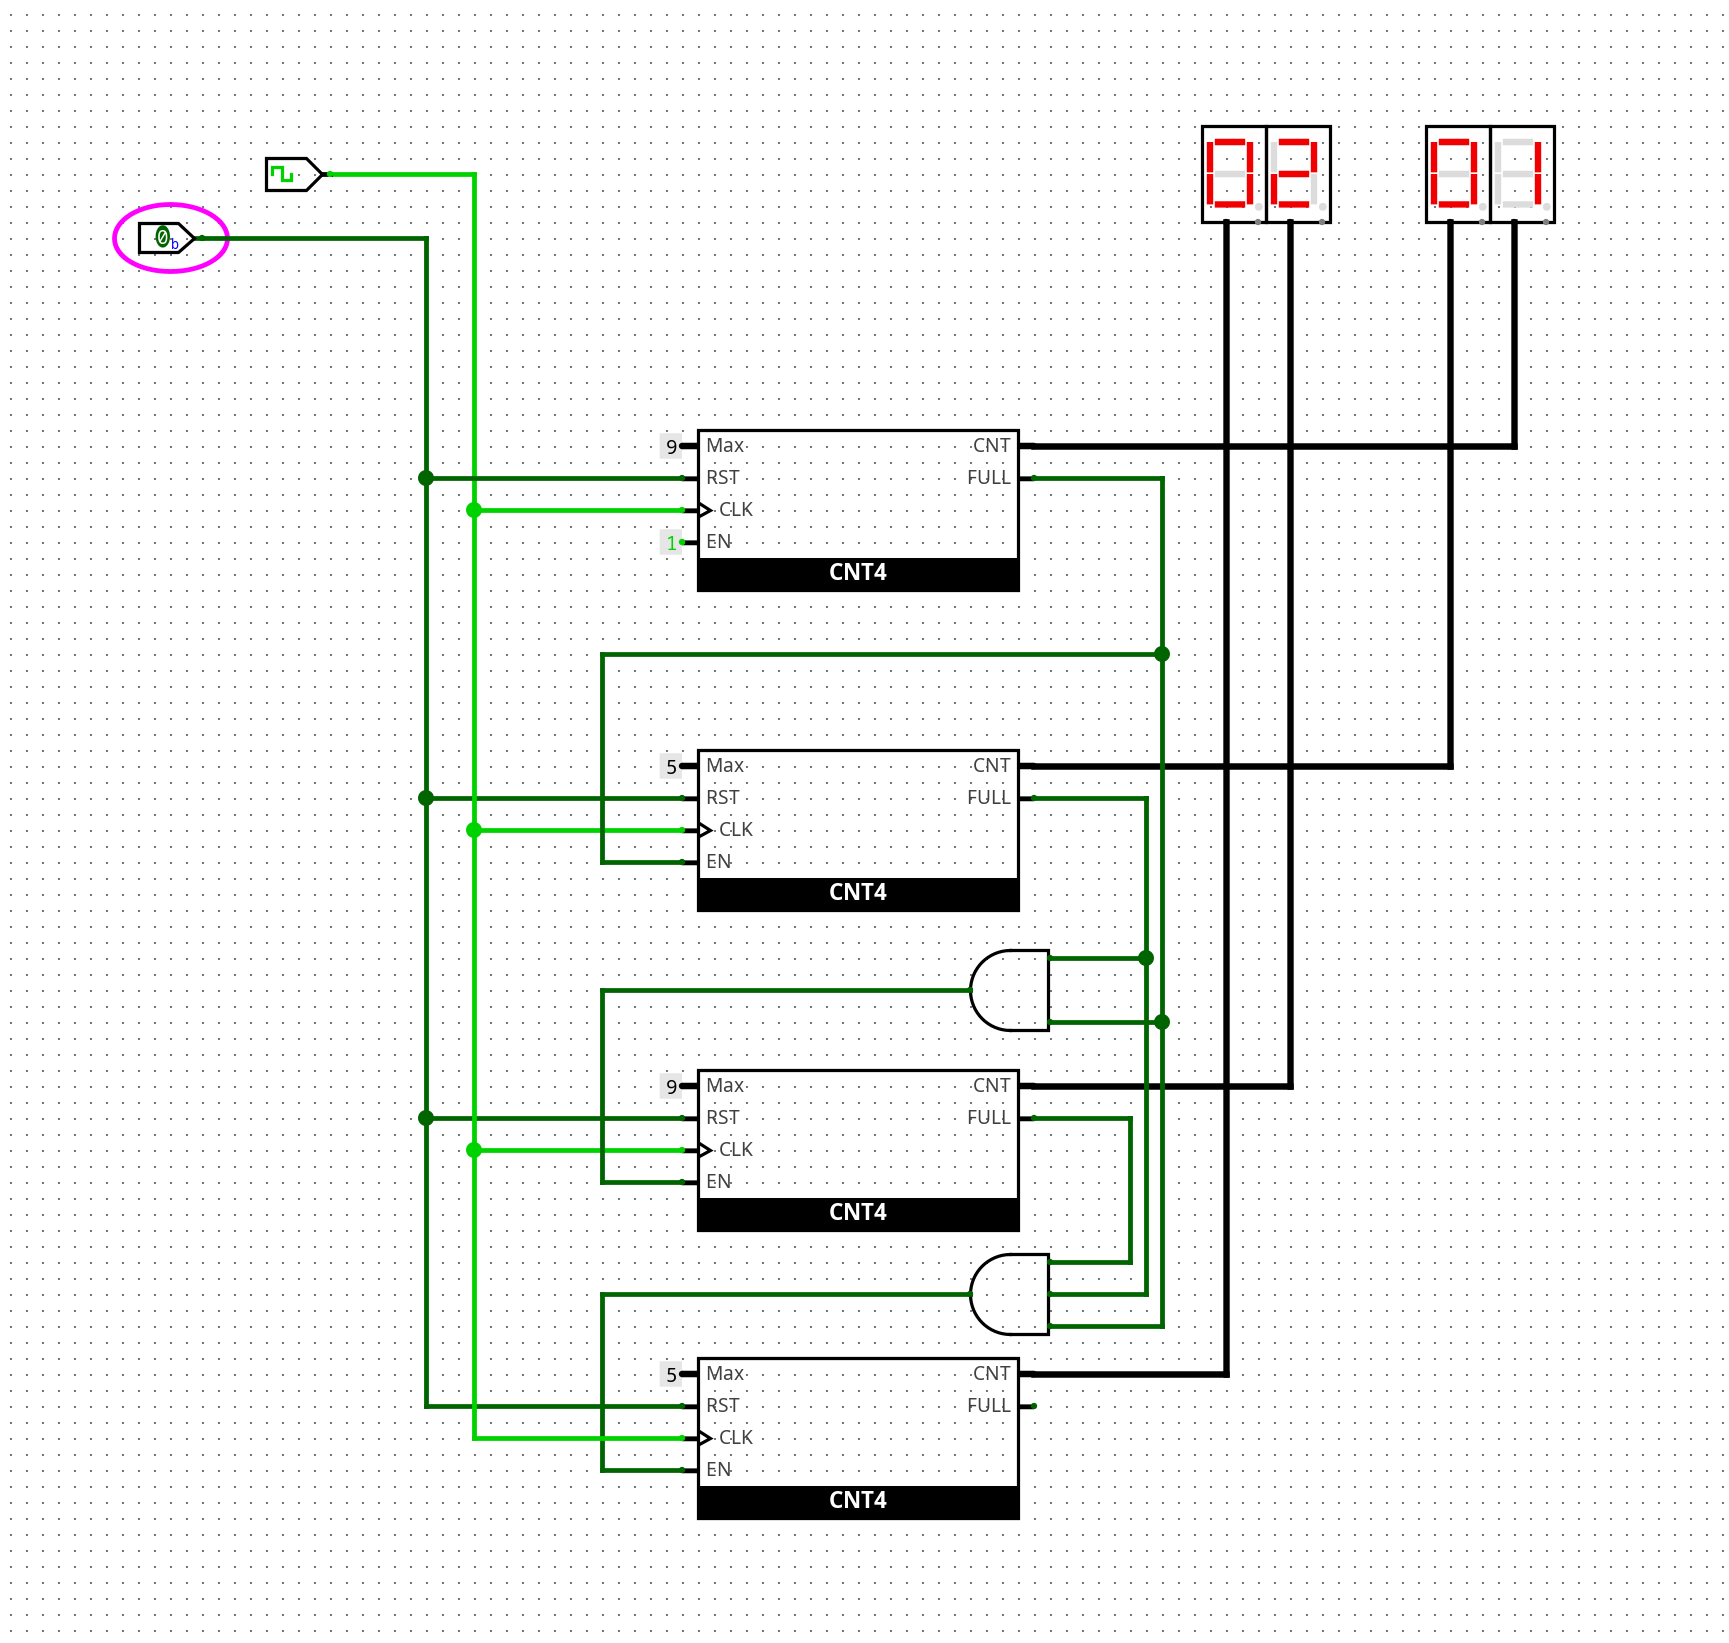 0b
02
01
9 Max CNT
RST FULL
CLK
1 EN
CNT4
5 Max CNT
RST FULL
CLK
EN
CNT4
9 Max CNT
RST FULL
CLK
EN
CNT4
5 Max CNT
RST FULL
CLK
EN
CNT4